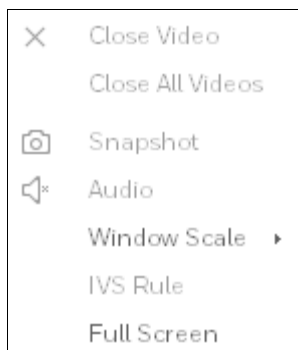 Close Video
Close All Videos
Snapshot
Audio
Window Scale
IVS Rule
Full Screen